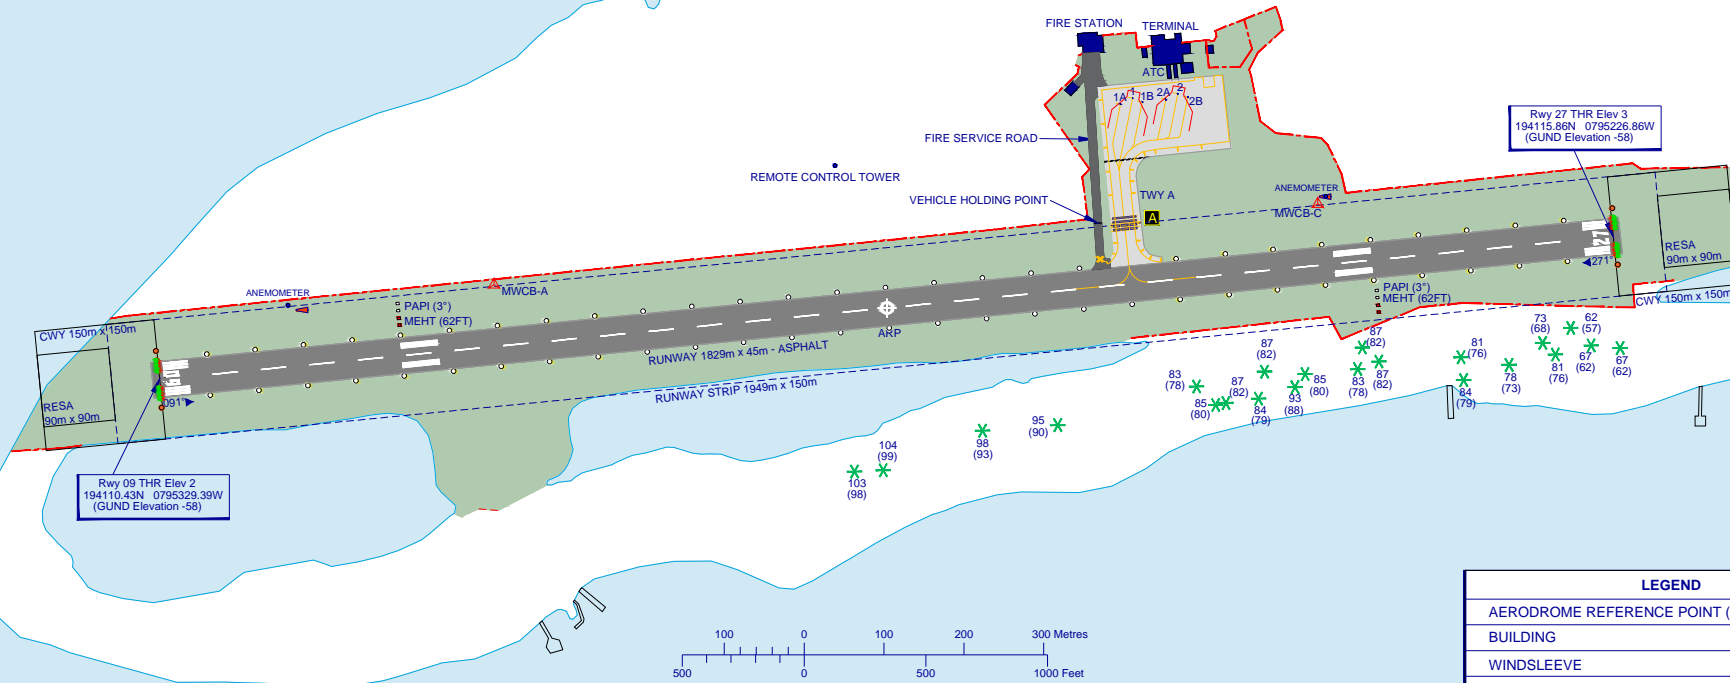 FIRE STATION
TERMINAL
ATC
1A
1
1B
2A
2
2B
FIRE SERVICE ROAD
REMOTE CONTROL TOWER
VEHICLE HOLDING POINT
TWY A
A
ANEMOMETER
MWCB-C
Rwy 27 THR Elev 3
194115.86N 0795226.86W
(GUND Elevation -58)
RESA
90m x 90m
CWY 150m x 150m
27
271°
PAPI (3°)
MEHT (62FT)
ANEMOMETER
MWCB-A
PAPI (3°)
MEHT (62FT)
CWY 150m x 150m
RESA
90m x 90m
09
091°
ARP
RUNWAY 1829m x 45m - ASPHALT
RUNWAY STRIP 1949m x 150m
Rwy 09 THR Elev 2
194110.43N 0795329.39W
(GUND Elevation -58)
103
(98)
104
(99)
98
(93)
95
(90)
83
(78)
85
(80)
87
(82)
87
(82)
84
(79)
93
(88)
85
(80)
87
(82)
83
(78)
87
(82)
81
(76)
84
(79)
78
(73)
73
(68)
81
(76)
62
(57)
67
(62)
67
(62)
100
0
100
200
300 Metres
500
0
500
1000 Feet
LEGEND
AERODROME REFERENCE POINT (
BUILDING
WINDSLEEVE